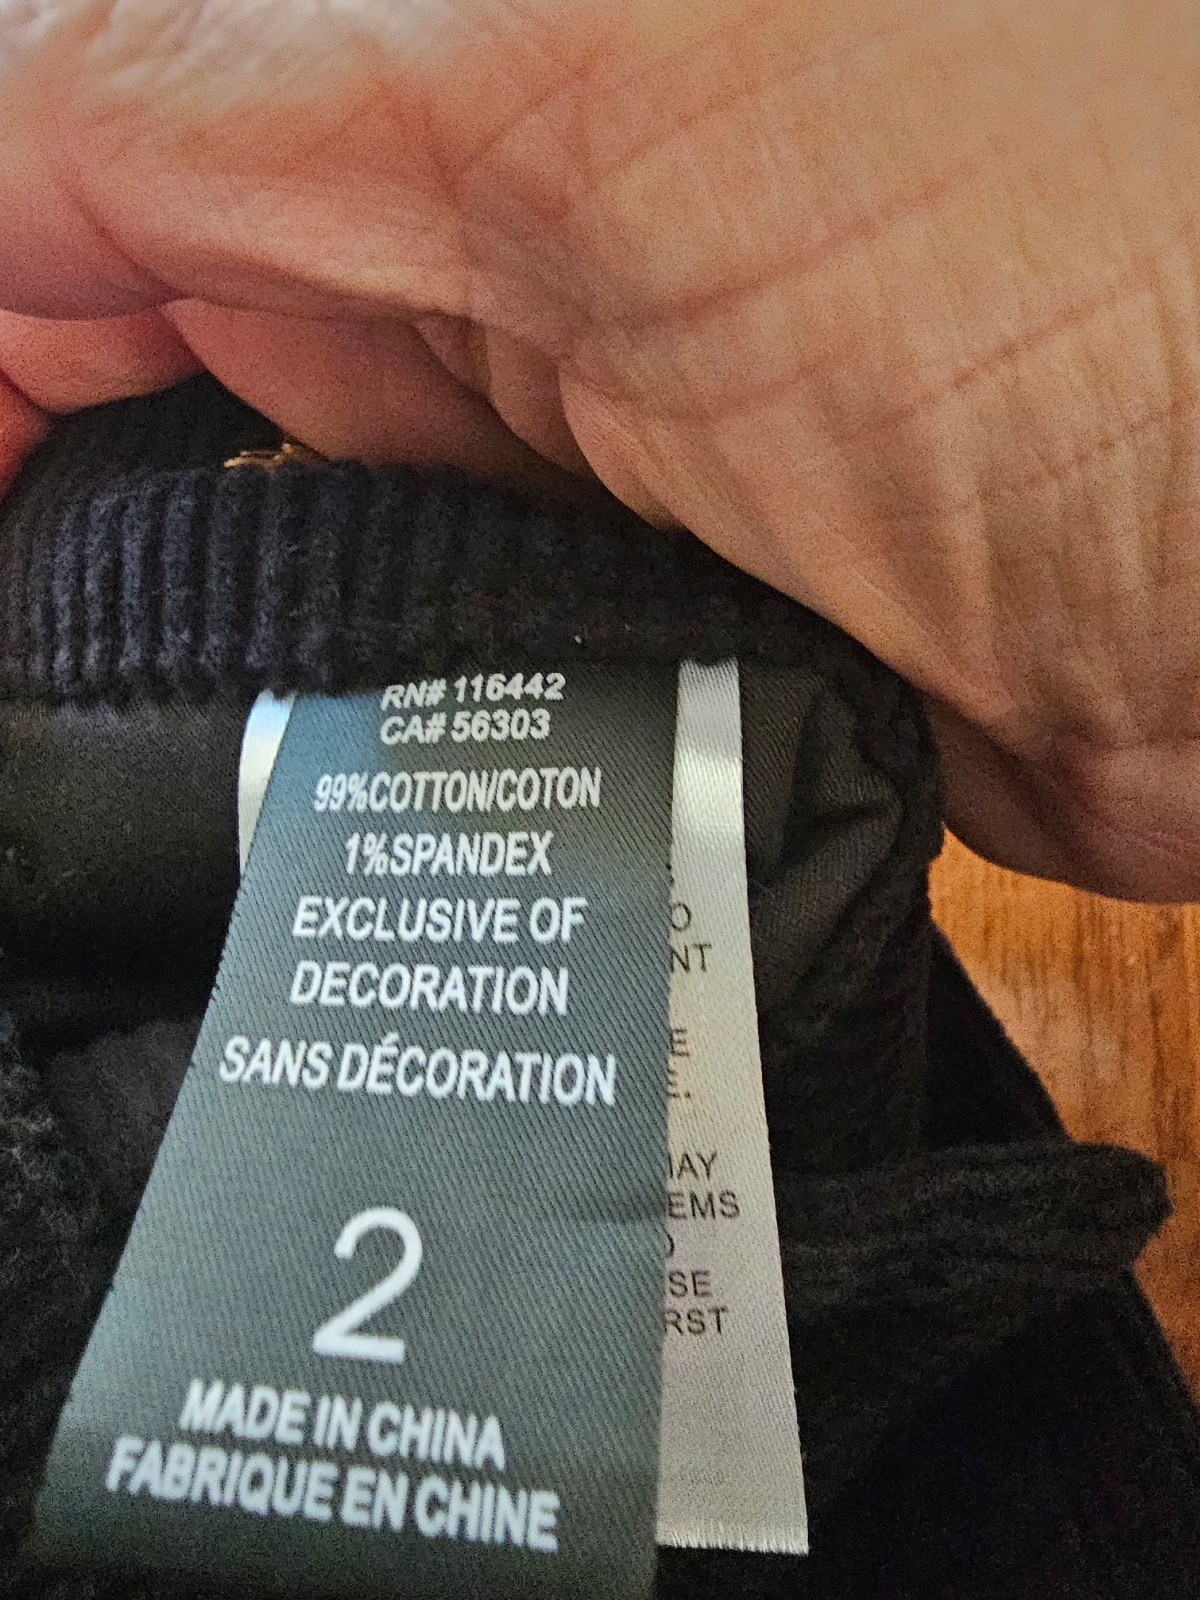 RN# 116442
CA# 56303
99%COTTON/COTON
1%SPANDEX
EXCLUSIVE OF
DECORATION
SANS DÉCORATION
2
MADE IN CHINA
FABRIQUE EN CHINE